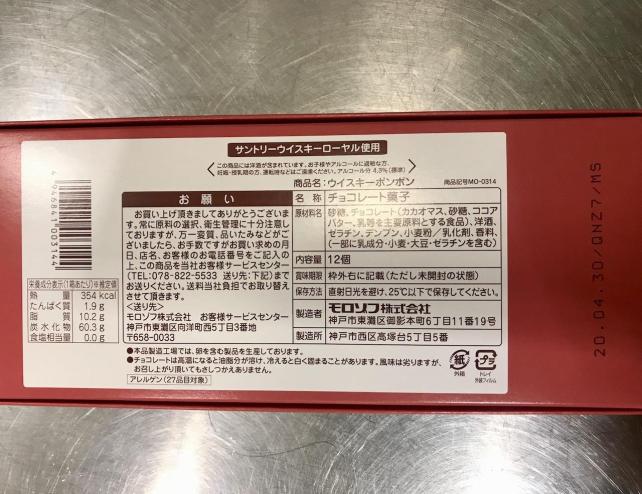 サントリーウイスキーローヤル使用
この商品には洋酒が含まれています。お子様やアルコールに過敏な方、
妊娠・授乳期の方、運転時などはご遠慮ください。アルコール分 4.3%(標準)
商品名:ウイスキーボンボン 商品記号MO-0314
お願い
お買い上げ頂きましてありがとうございま
す。常に原料の選択、衛生管理に十分注意し
ておりますが、万一変質、品いたみなどがご
ざいましたら、お手数ですがお買い求めの月
日、店名、お客様のお電話番号をご記入の
上、この商品を当社お客様サービスセンター
(TEL:078-822-5533 送り先:下記)まで
お送りください。送料当社負担でお取り替え
させて頂きます。
<送り先>
モロゾフ株式会社 お客様サービスセンター
神戸市東灘区向洋町西5丁目3番地
〒658-0033
名称 チョコレート菓子
原材料名 砂糖、チョコレート(カカオマス、砂糖、ココア
バター、乳等を主要原料とする食品)、洋酒、
ゼラチン、デンプン、小麦粉/乳化剤、香料、
(一部に乳成分・小麦・大豆・ゼラチンを含む)
内容量 12個
賞味期限 枠外右に記載(ただし未開封の状態)
保存方法 直射日光を避け、25℃以下で保存してください。
製造者 モロゾフ株式会社
神戸市東灘区御影本町6丁目11番19号
製造所 神戸市西区高塚台5丁目5番
栄養成分表示(1箱あたり)※推定値
熱量 354 kcal
たんぱく質 1.9 g
脂質 10.2 g
炭水化物 60.3 g
食塩相当量 0.0 g
●本品製造工場では、卵を含む製品を生産しております。
●チョコレートは高温になると油脂分が溶け、冷えると白く固まることがあります。風味は劣りますが、
お召し上がり頂いてもさしつかえありません。
アレルゲン(27品目対象)
紙
外箱
プラ
トレイ
外装フィルム
4 946841 003144
20.04.30/QNZ7/MS